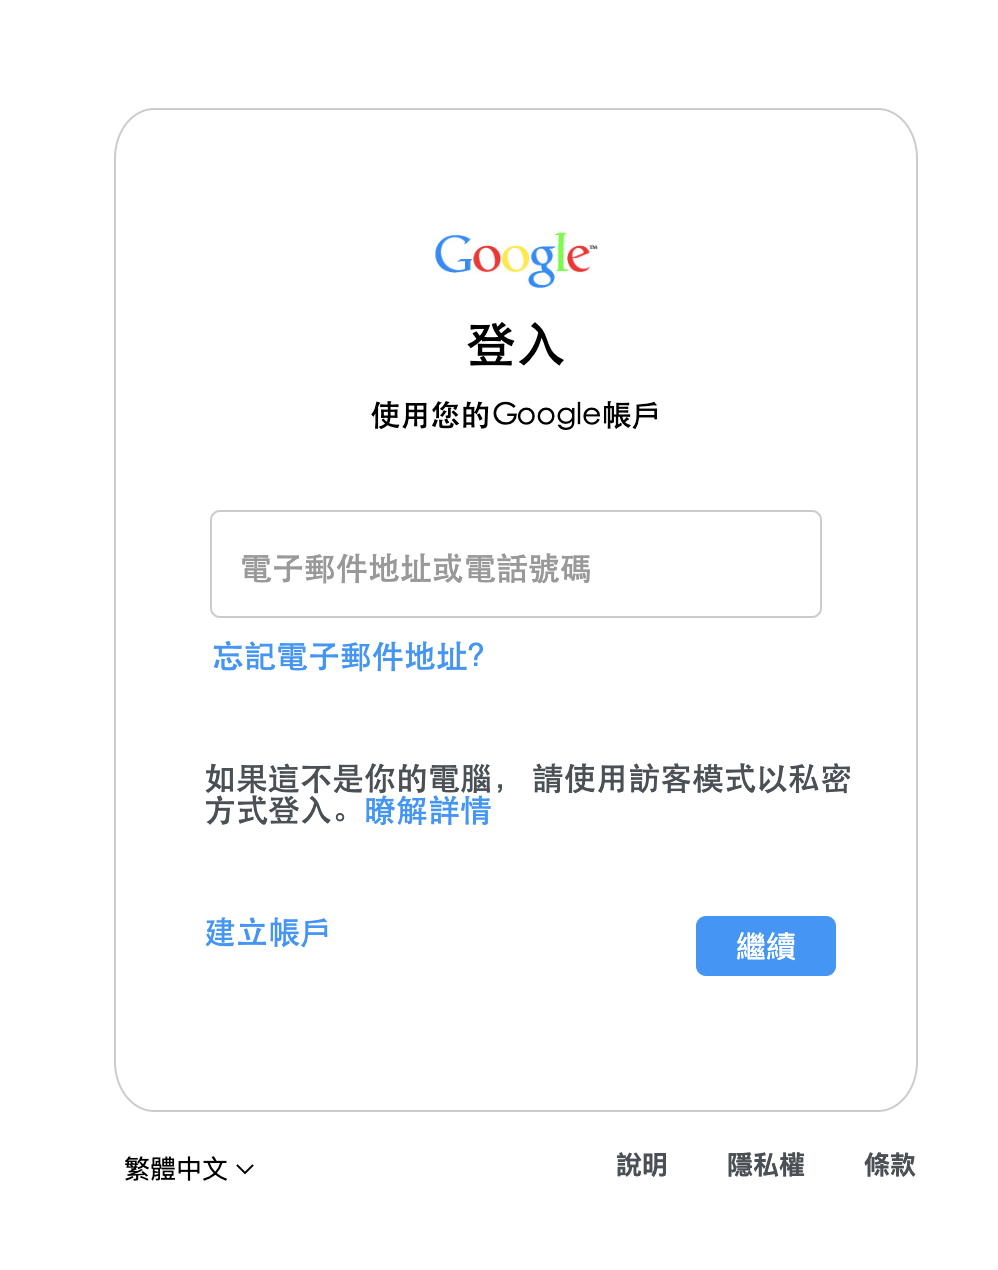 Google™
登入
使用您的Google帳戶
電子郵件地址或電話號碼
忘記電子郵件地址?
如果這不是你的電腦， 請使用訪客模式以私密
方式登入。瞭解詳情
建立帳戶
繼續
繁體中文
說明 隱私權 條款